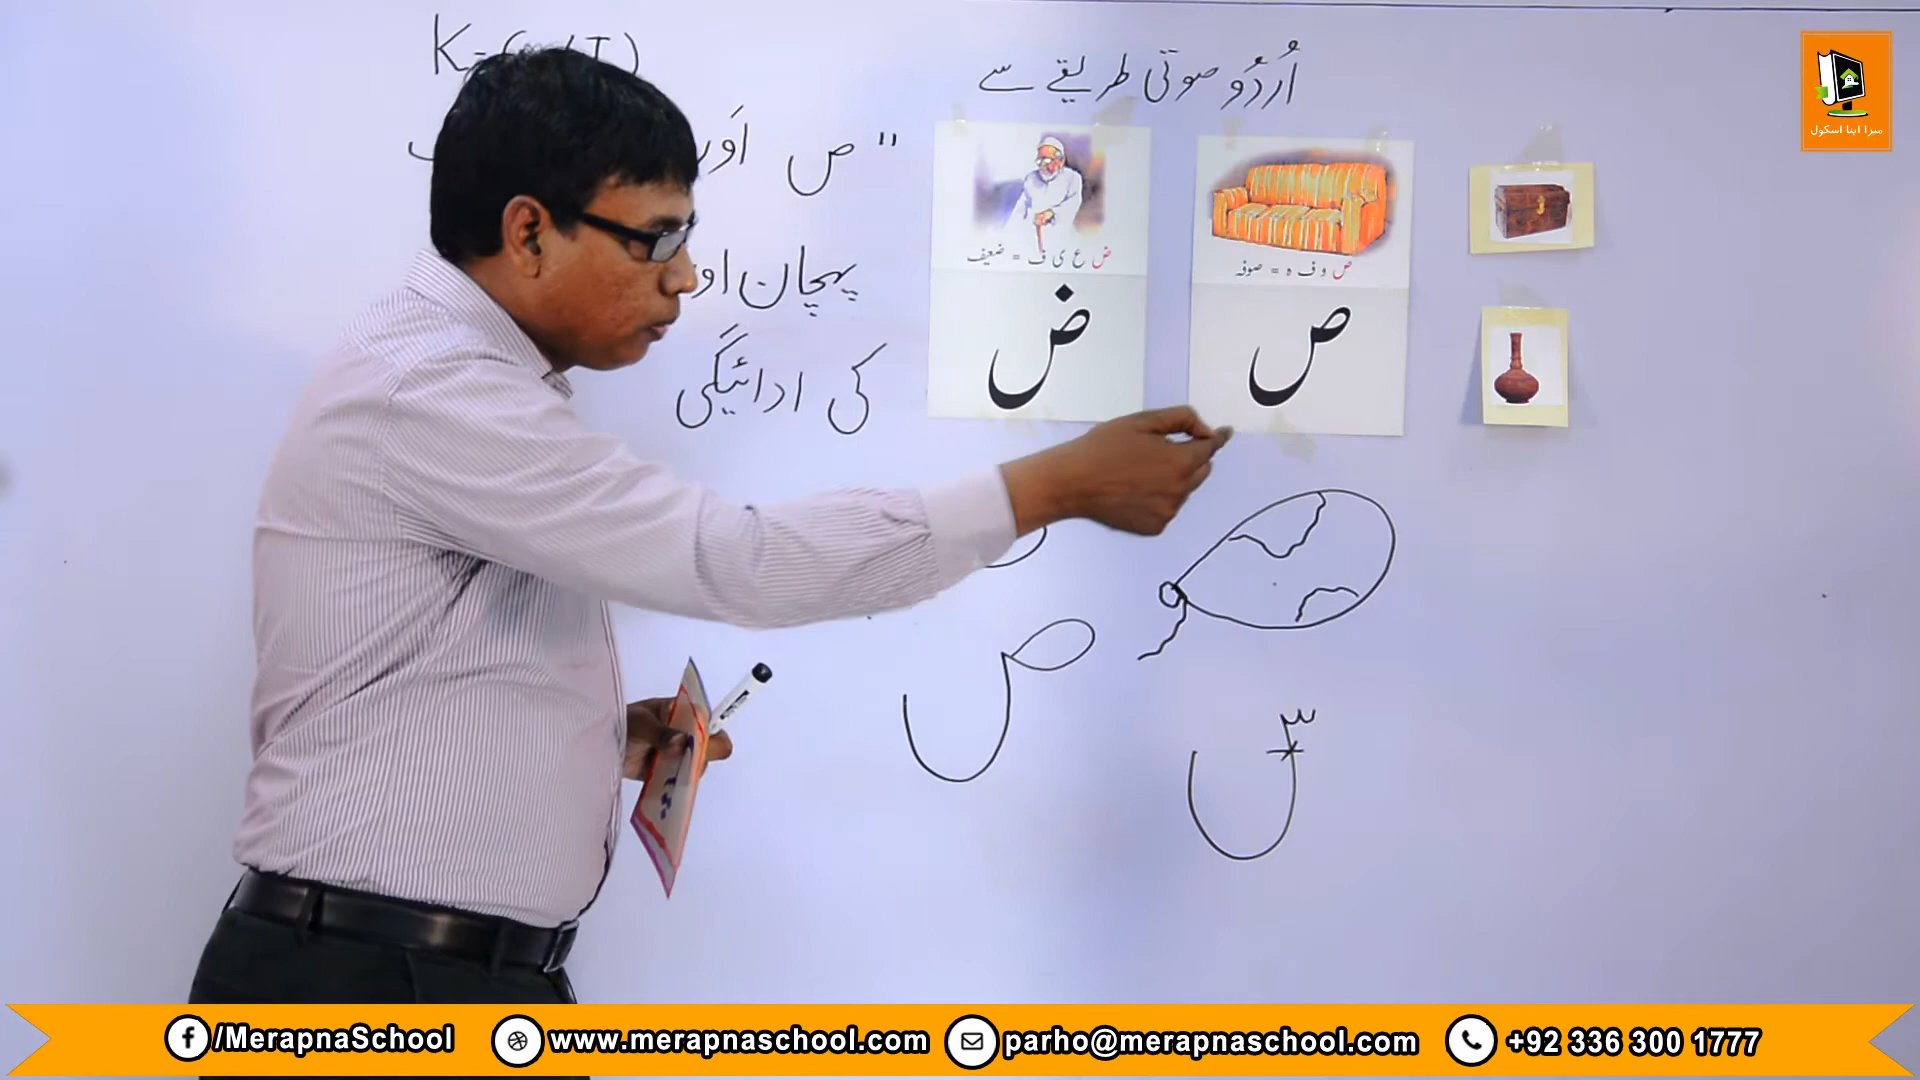 اُردُو صوتی طریقے سے
" ص اَور
پہچان اور
کی ادائیگی
ض ع ی ف = ضعیف
ض
ص و ف ہ = صوفہ
ص
ص
میرا اپنا اسکول
/MerapnaSchool
www.merapnaschool.com
parho@merapnaschool.com
+92 336 300 1777